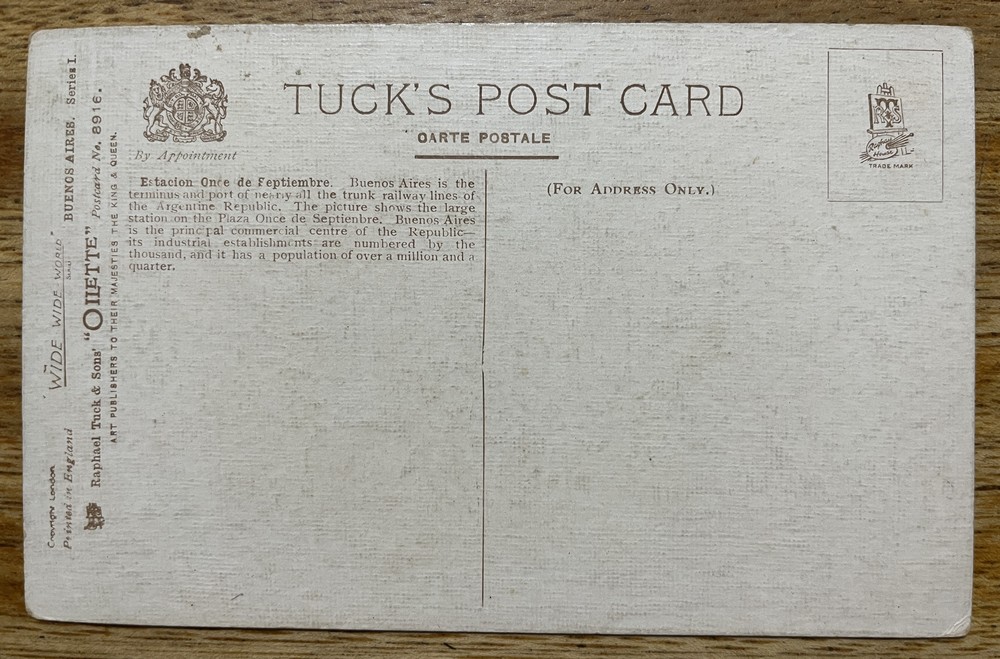 TUCK'S POST CARD
CARTE POSTALE
By Appointment
(FOR ADDRESS ONLY.)
TRADE MARK
Estacion Once de Septiembre. Buenos Aires is the
terminus and port of nearly all the trunk railway lines of
the Argentine Republic. The picture shows the large
station on the Plaza Once de Septienbre. Buenos Aires
is the principal commercial centre of the Republic—
its industrial establishments are numbered by the
thousand, and it has a population of over a million and a
quarter.
"WIDE WIDE WORLD"
BUENOS AIRES. Series I.
Raphael Tuck & Sons' "OILETTE" Postcard No. 8916.
ART PUBLISHERS TO THEIR MAJESTIES THE KING & QUEEN.
Copyright London
Printed in England
Raphael House